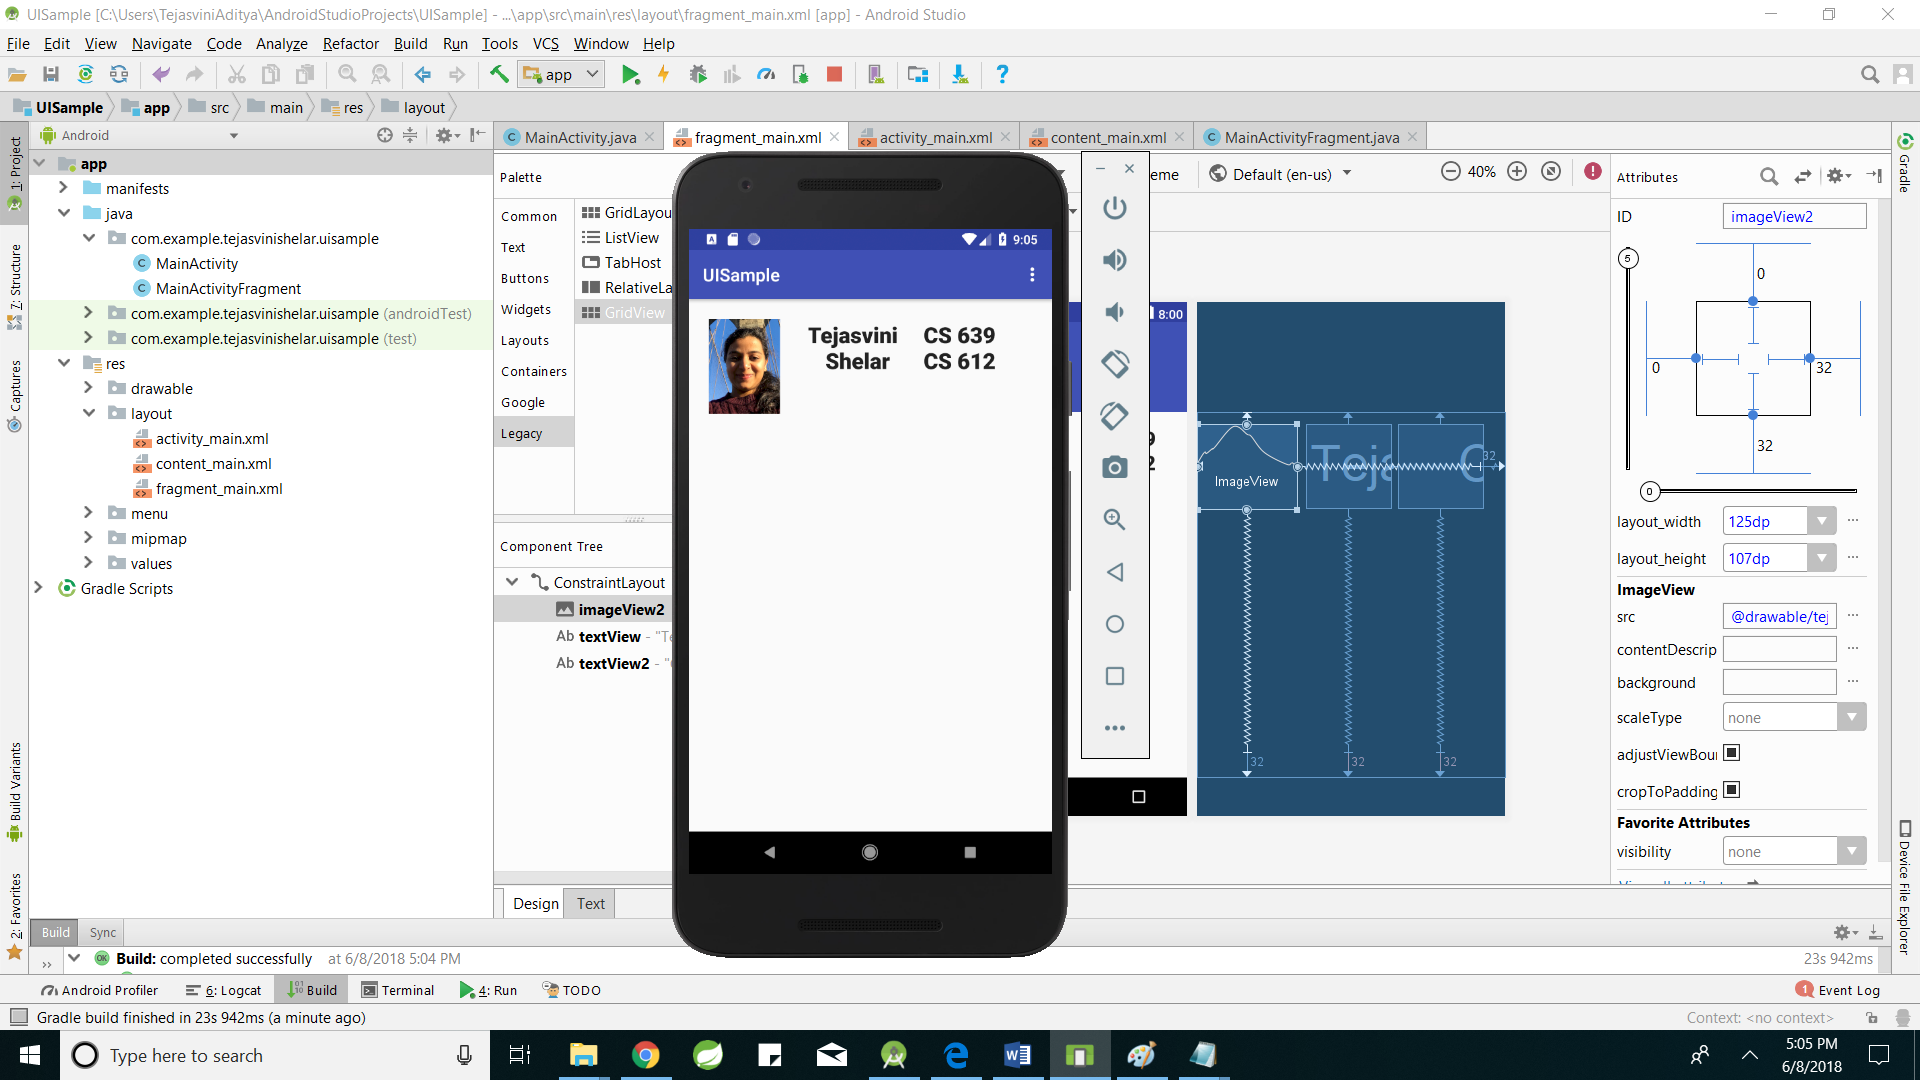 UISample [C:\Users\TejasviniAditya\AndroidStudioProjects\UISample] - ...\app\src\main\res\layout\fragment_main.xml [app] - Android Studio
File Edit View Navigate Code Analyze Refactor Build Run Tools VCS Window Help
app
UISample app src main res layout
1: Project
7: Structure
Captures
Build Variants
2: Favorites
Android
app
manifests
java
com.example.tejasvinishelar.uisample
MainActivity
MainActivityFragment
com.example.tejasvinishelar.uisample (androidTest)
com.example.tejasvinishelar.uisample (test)
res
drawable
layout
activity_main.xml
content_main.xml
fragment_main.xml
menu
mipmap
values
Gradle Scripts
MainActivity.java fragment_main.xml activity_main.xml content_main.xml MainActivityFragment.java
Palette
Common
Text
Buttons
Widgets
Layouts
Containers
Google
Legacy
GridLayou
ListView
TabHost
RelativeLa
GridView
Component Tree
ConstraintLayout
imageView2
Ab textView - "Te
Ab textView2 - "
Design Text
9:05
UISample
Tejasvini CS 639
Shelar CS 612
eme Default (en-us) 40%
8:00
9
2
ImageView
Teja
C
32
32 32 32
Attributes
ID imageView2
5
0
0
32
32
0
layout_width 125dp
layout_height 107dp
ImageView
src @drawable/tej
contentDescrip
background
scaleType none
adjustViewBou
cropToPadding
Favorite Attributes
visibility none
Gradle
Device File Explorer
Build Sync
Build: completed successfully at 6/8/2018 5:04 PM 23s 942ms
Android Profiler 6: Logcat Build Terminal 4: Run TODO 1 Event Log
Gradle build finished in 23s 942ms (a minute ago) Context: <no context>
Type here to search
5:05 PM
6/8/2018